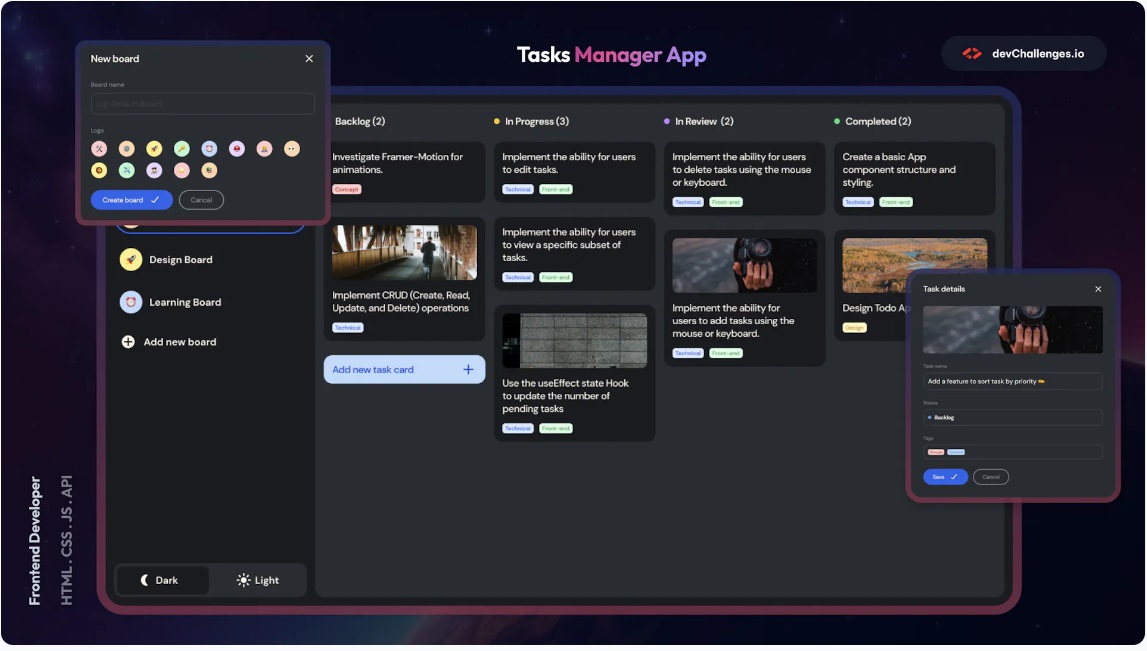 Tasks Manager App
devChallenges.io
New board
Board name
e.g. Default Board
Logo
Create board
Cancel
Design Board
Learning Board
Add new board
Dark
Light
Backlog (2)
Investigate Framer-Motion for
animations.
Concept
Implement CRUD (Create, Read,
Update, and Delete) operations
Technical
Add new task card
In Progress (3)
Implement the ability for users
to edit tasks.
Technical
Front-end
Implement the ability for users
to view a specific subset of
tasks.
Technical
Front-end
Use the useEffect state Hook
to update the number of
pending tasks
Technical
Front-end
In Review (2)
Implement the ability for users
to delete tasks using the mouse
or keyboard.
Technical
Front-end
Implement the ability for
users to add tasks using the
mouse or keyboard.
Technical
Front-end
Completed (2)
Create a basic App
component structure and
styling.
Technical
Front-end
Design Todo Ap
Design
Task details
Task name
Add a feature to sort task by priority
Status
Backlog
Tags
Concept
Save
Cancel
Frontend Developer
HTML . CSS . JS . API